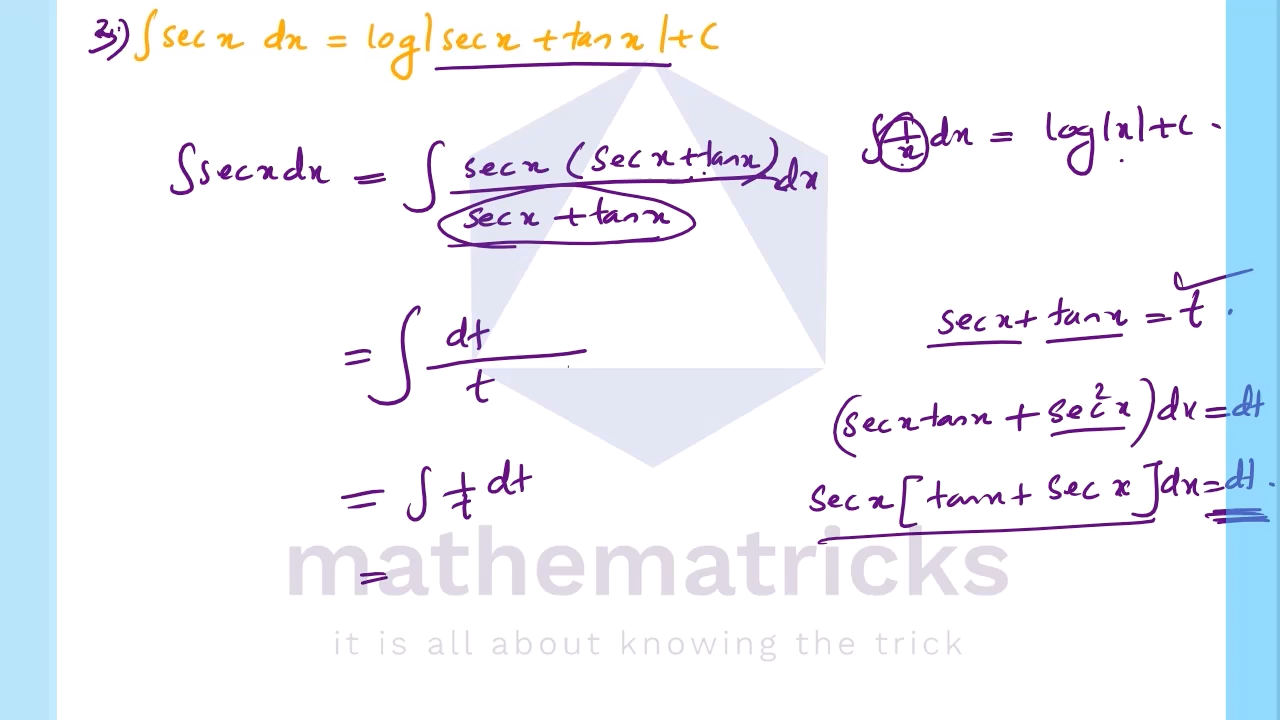 3) ∫ sec x dx = log|sec x + tan x| + C
∫ 1/x dx = log|x| + C .
∫ sec x dx = ∫ sec x (sec x + tan x) / (sec x + tan x) dx
sec x + tan x = t .
= ∫ dt / t
(sec x tan x + sec² x) dx = dt
sec x [tan x + sec x] dx = dt .
= ∫ 1/t dt
=
mathematricks
it is all about knowing the trick